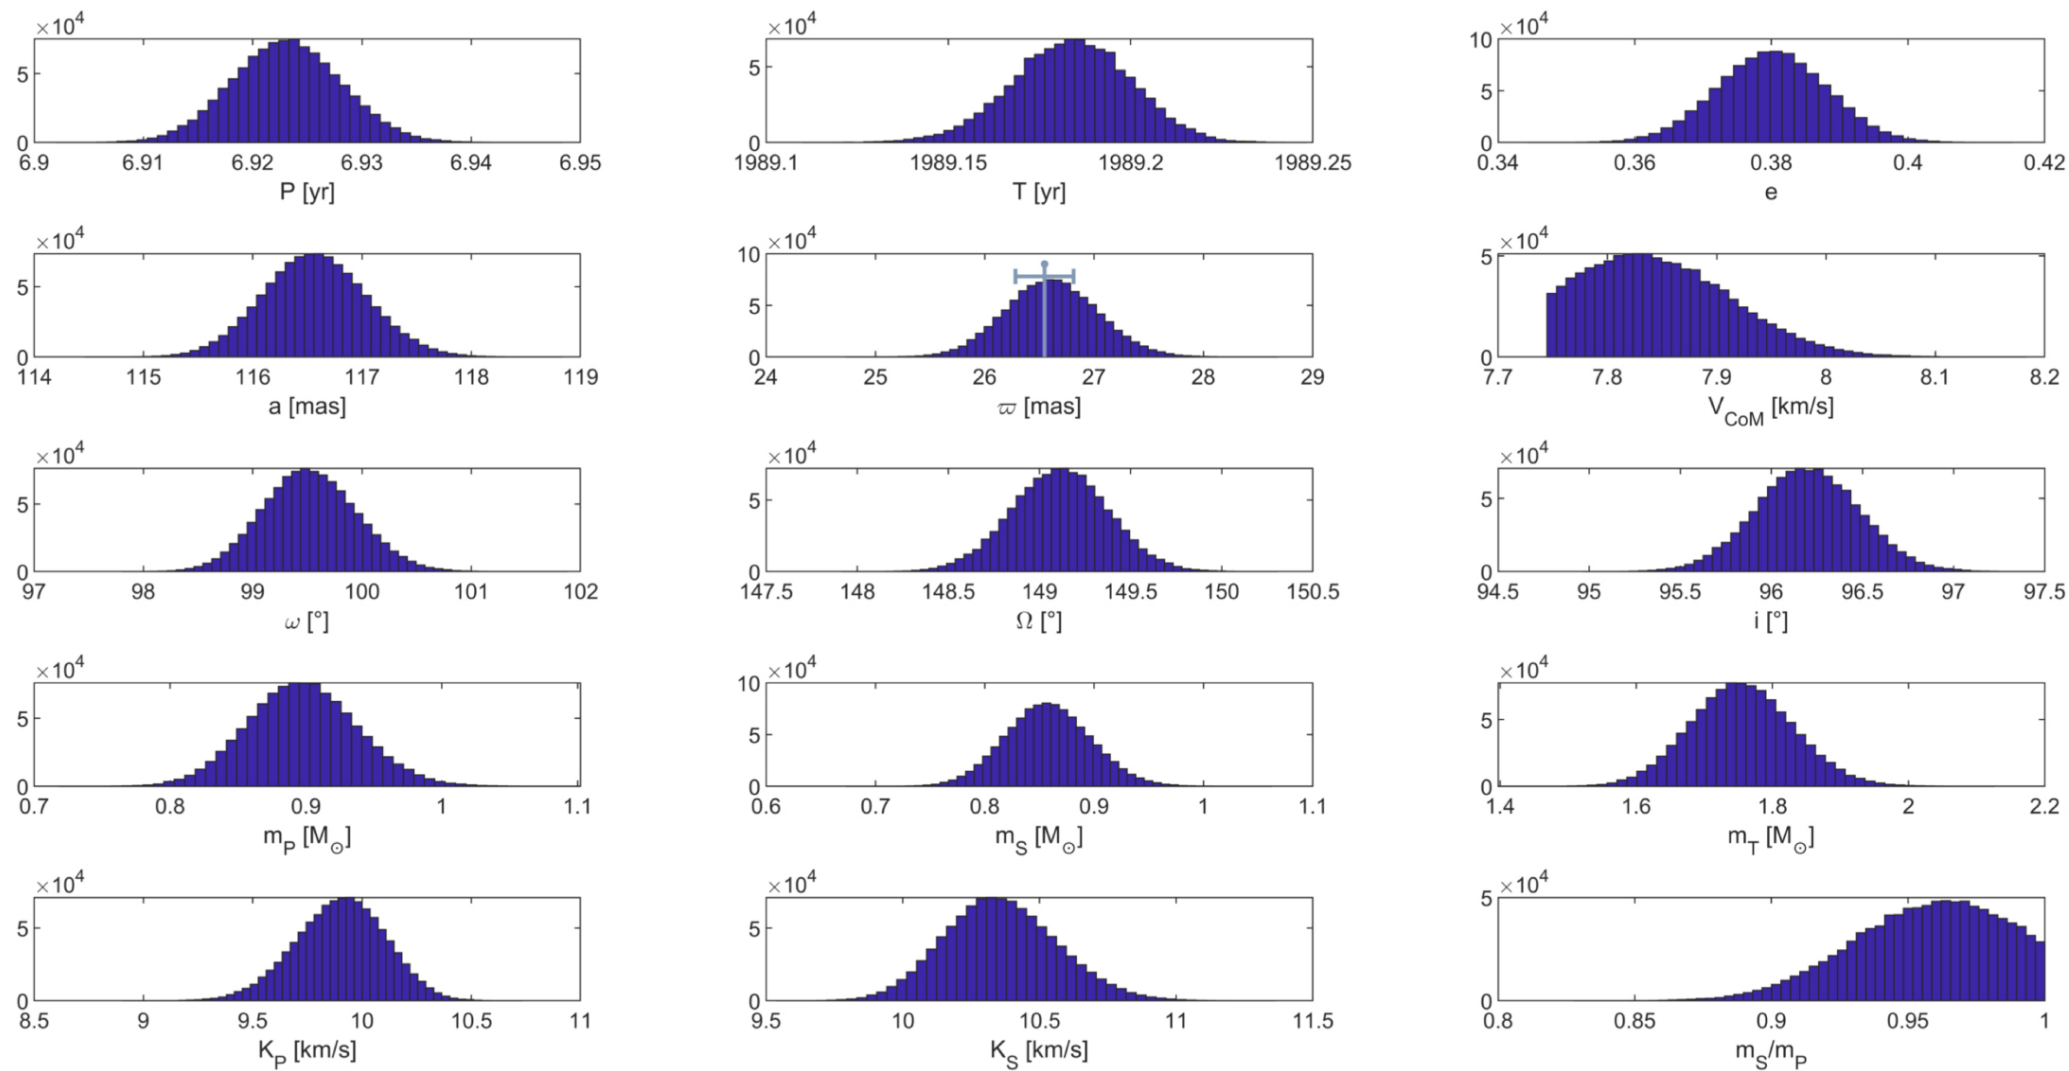 ×10⁴ ×10⁴ ×10⁴
5 5 10
0 0 5
6.9 6.91 6.92 6.93 6.94 6.95 1989.1 1989.15 1989.2 1989.25 0 0.34 0.36 0.38 0.4 0.42
P [yr] T [yr] e
×10⁴ ×10⁴ ×10⁴
5 10 5
0 5 0
114 115 116 117 118 119 0 24 25 26 27 28 29 7.7 7.8 7.9 8 8.1 8.2
a [mas] ϖ [mas] V_CoM [km/s]
×10⁴ ×10⁴ ×10⁴
5 5 5
0 0 0
97 98 99 100 101 102 147.5 148 148.5 149 149.5 150 150.5 94.5 95 95.5 96 96.5 97 97.5
ω [°] Ω [°] i [°]
×10⁴ ×10⁴ ×10⁴
5 10 5
0 5 0
0.7 0.8 0.9 1 1.1 0 0.6 0.7 0.8 0.9 1 1.1 1.4 1.6 1.8 2 2.2
m_P [M_⊙] m_S [M_⊙] m_T [M_⊙]
×10⁴ ×10⁴ ×10⁴
5 5 5
0 0 0
8.5 9 9.5 10 10.5 11 9.5 10 10.5 11 11.5 0.8 0.85 0.9 0.95 1
K_P [km/s] K_S [km/s] m_S/m_P